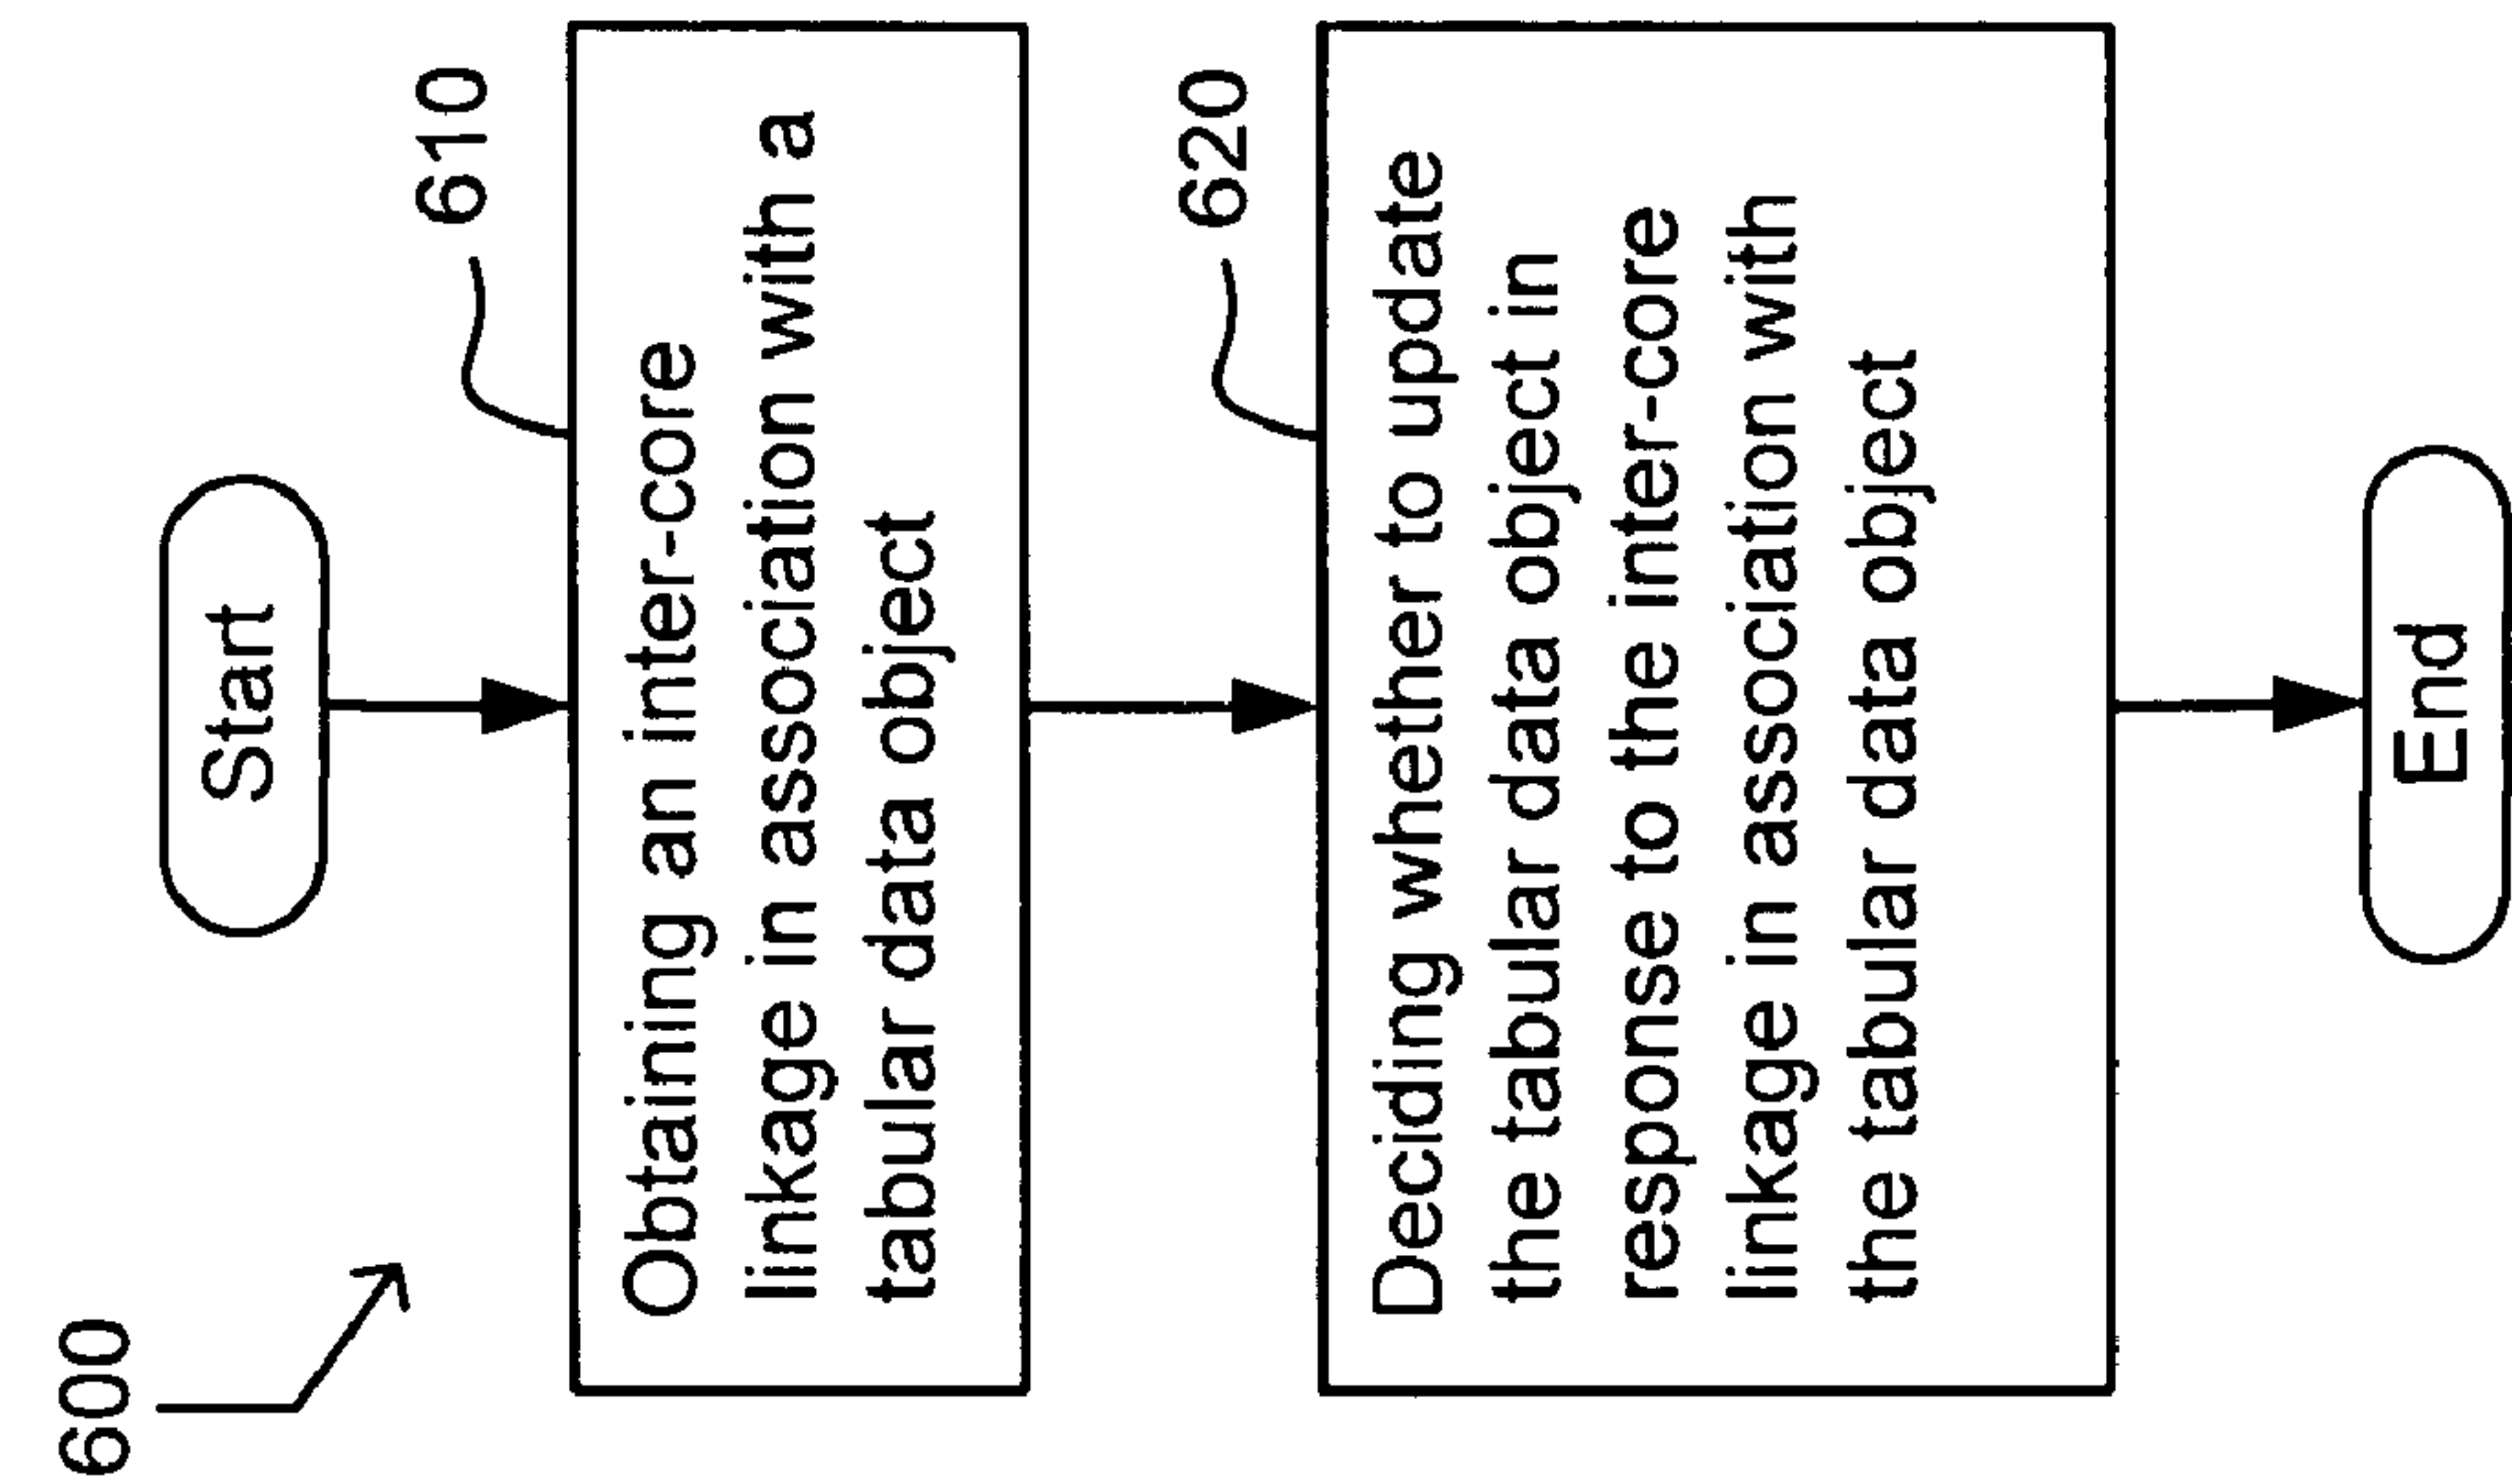 600
Start
610
Obtaining an inter-core
linkage in association with a
tabular data object
620
Deciding whether to update
the tabular data object in
response to the inter-core
linkage in association with
the tabular data object
End